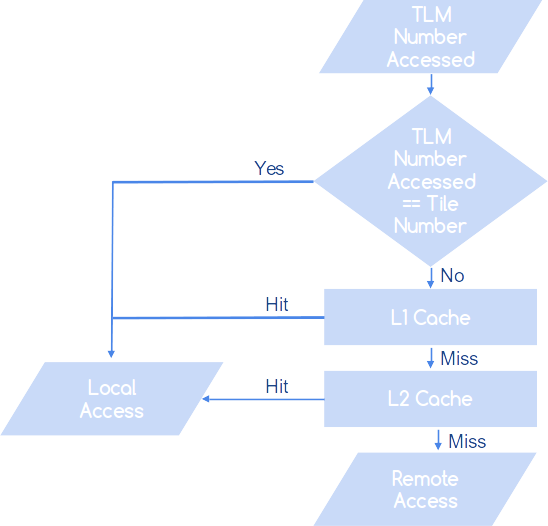 TLM
Number
Accessed
TLM
Number
Accessed
== Tile
Number
Yes
No
Hit
L1 Cache
Miss
Local
Access
Hit
L2 Cache
Miss
Remote
Access